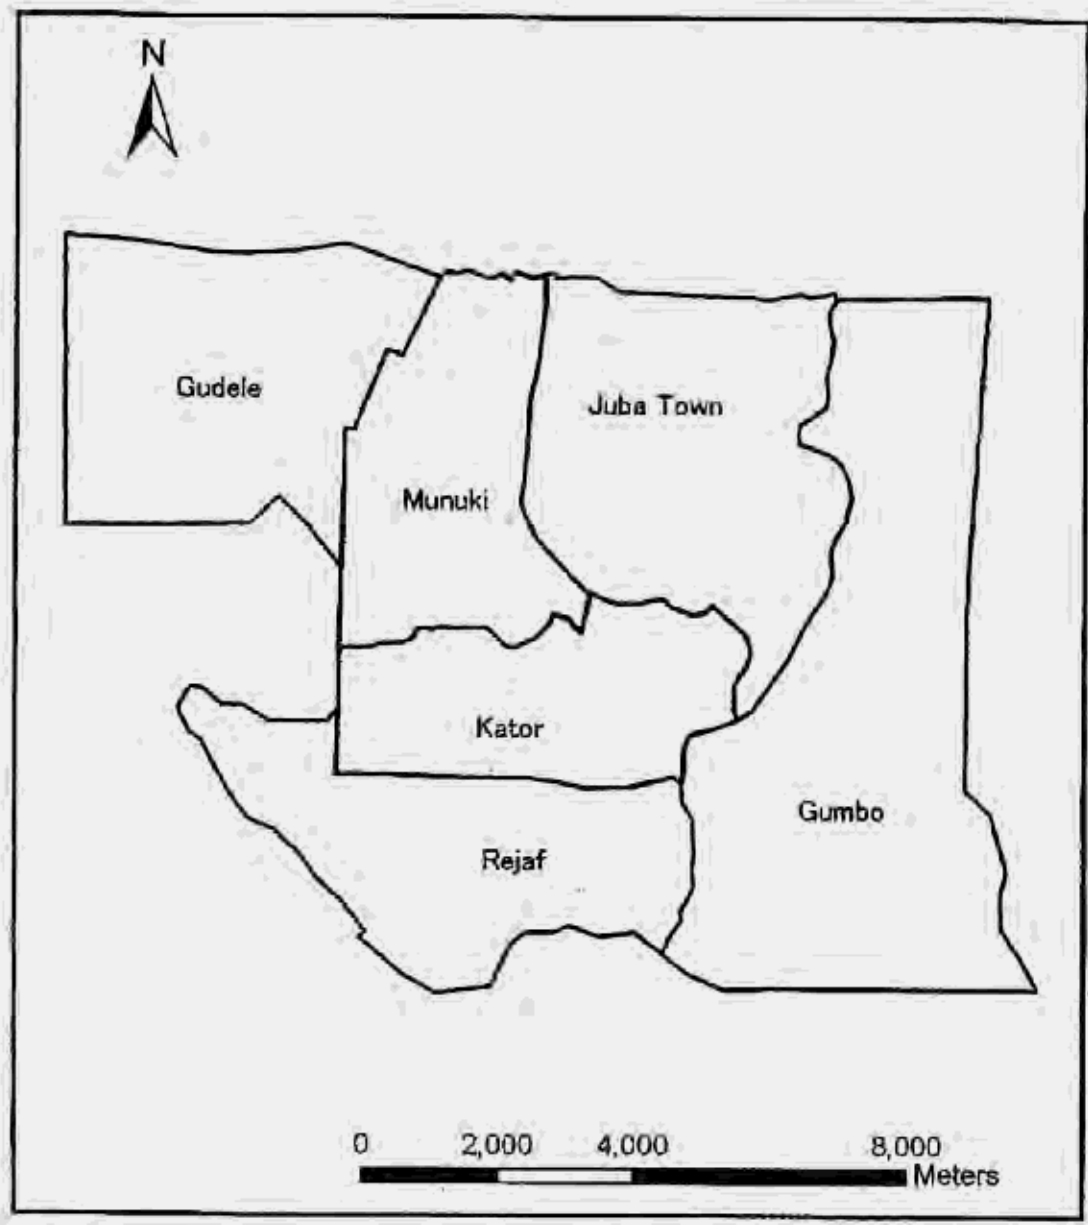 N
Gudele
Juba Town
Munuki
Kator
Gumbo
Rejaf
0 2,000 4,000 8,000
Meters